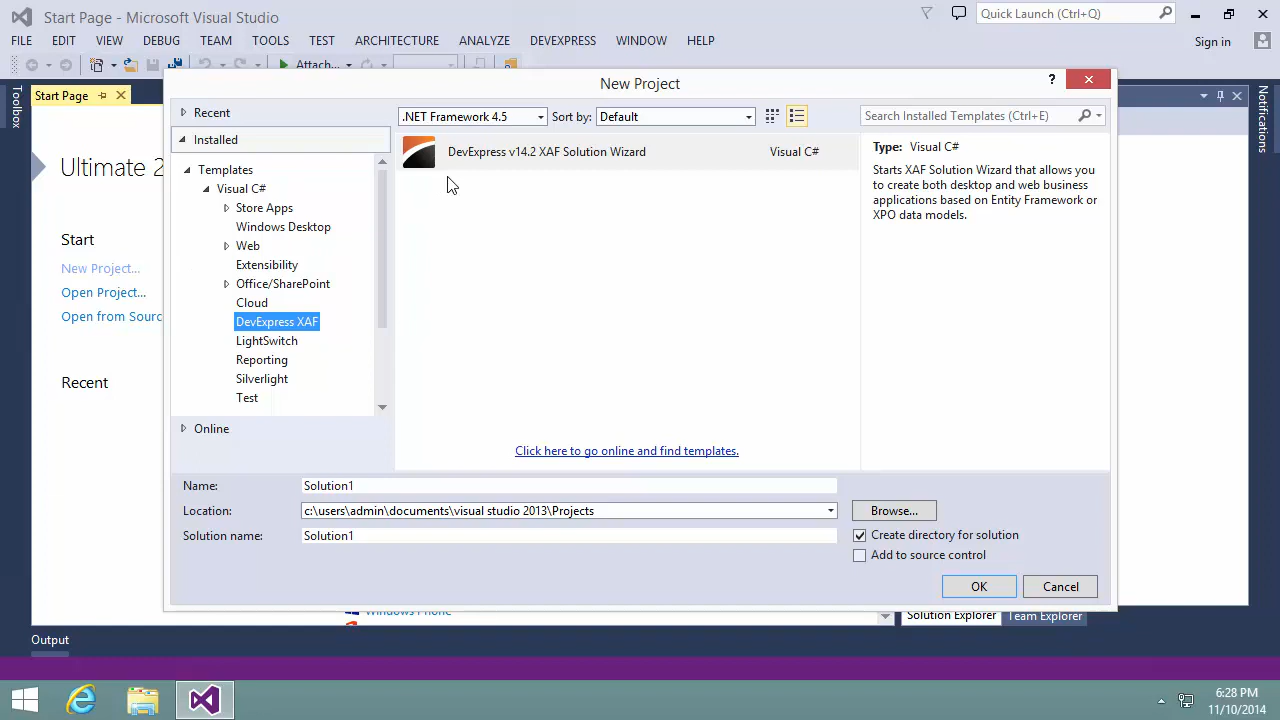 Start Page - Microsoft Visual Studio
Quick Launch (Ctrl+Q)
FILE EDIT VIEW DEBUG TEAM TOOLS TEST ARCHITECTURE ANALYZE DEVEXPRESS WINDOW HELP
Sign in
Attach...
Toolbox
Start Page
Notifications
Ultimate 2
Start
New Project...
Open Project...
Open from Sourc
Recent
New Project
?
Recent
.NET Framework 4.5
Sort by: Default
Search Installed Templates (Ctrl+E)
Installed
Templates
Visual C#
Store Apps
Windows Desktop
Web
Extensibility
Office/SharePoint
Cloud
DevExpress XAF
LightSwitch
Reporting
Silverlight
Test
Online
DevExpress v14.2 XAF Solution Wizard Visual C#
Type: Visual C#
Starts XAF Solution Wizard that allows you
to create both desktop and web business
applications based on Entity Framework or
XPO data models.
Click here to go online and find templates.
Name: Solution1
Location: c:\users\admin\documents\visual studio 2013\Projects
Browse...
Solution name: Solution1
Create directory for solution
Add to source control
OK Cancel
Windows Phone
Solution Explorer Team Explorer
Output
6:28 PM
11/10/2014